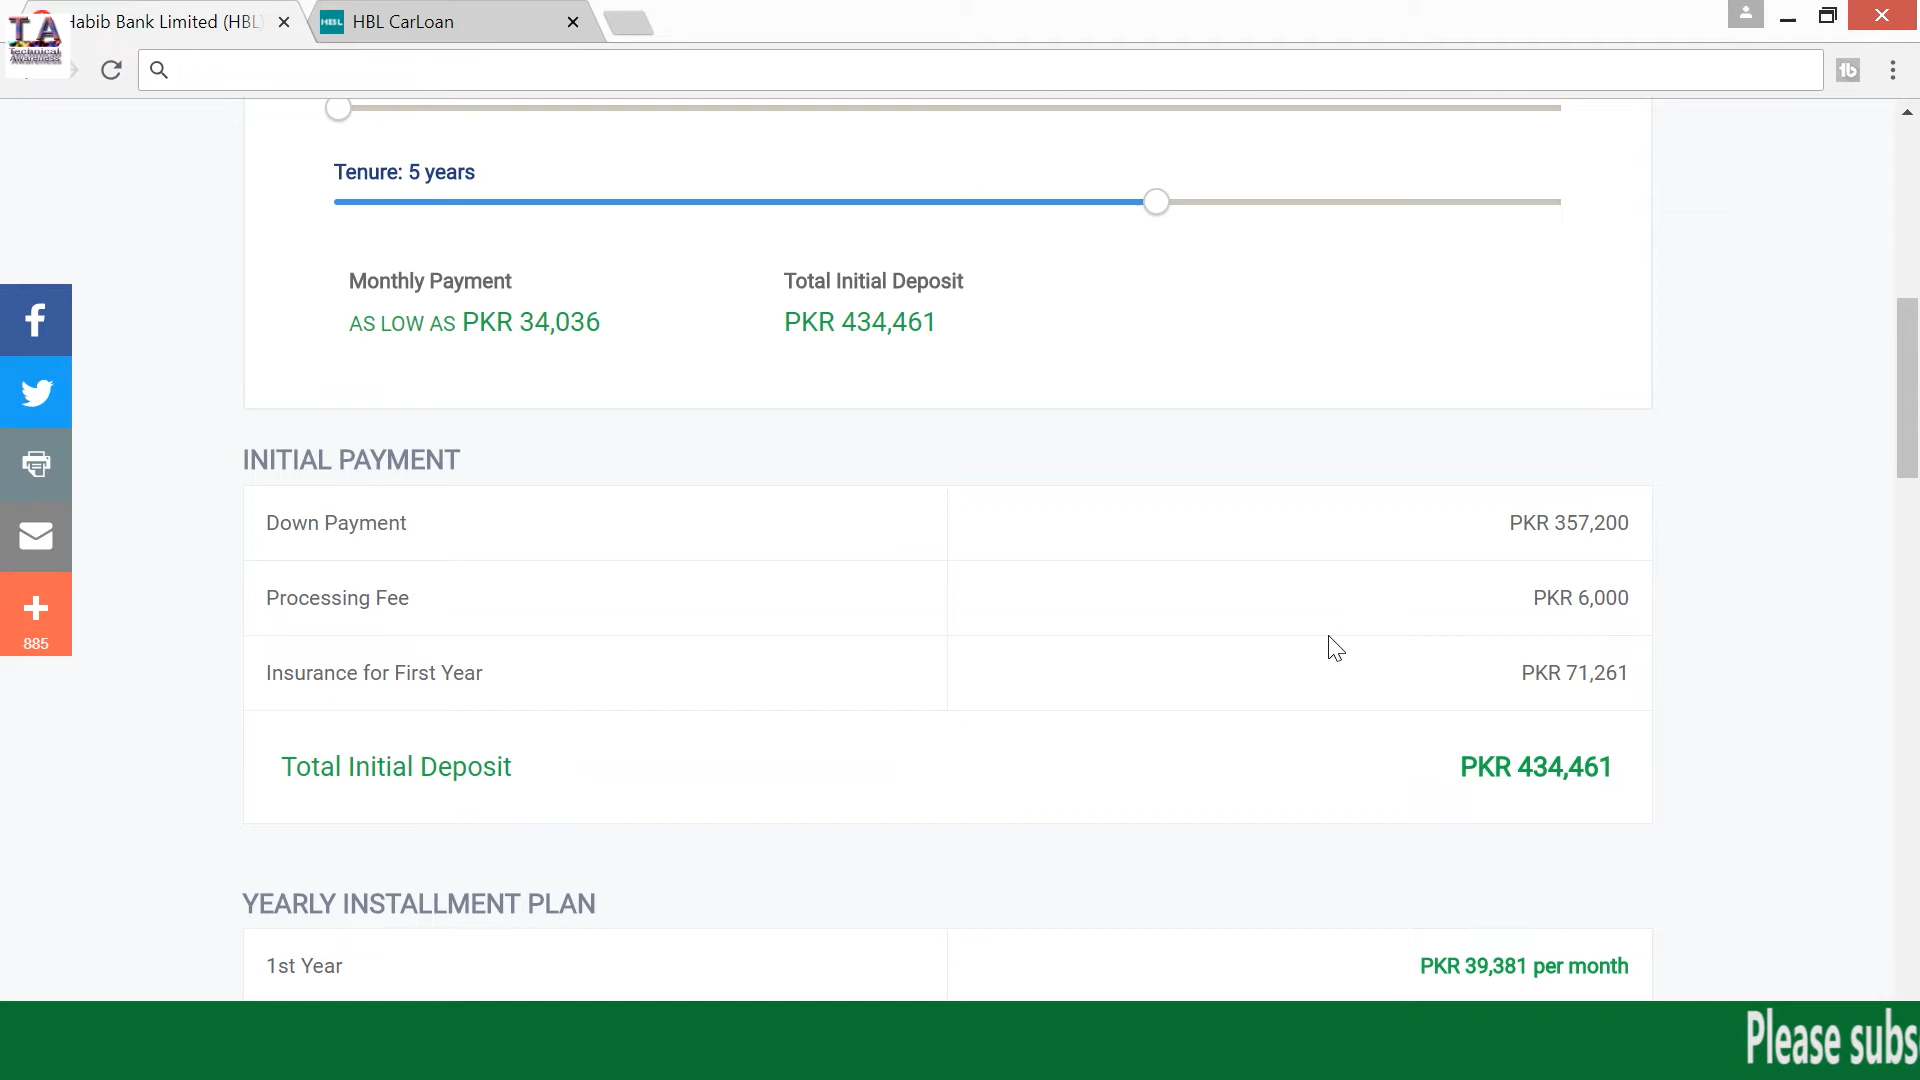 Habib Bank Limited (HBL)
HBL HBL CarLoan
TA
Technical
Awareness
Tenure: 5 years
Monthly Payment
Total Initial Deposit
AS LOW AS PKR 34,036
PKR 434,461
INITIAL PAYMENT
Down Payment
PKR 357,200
Processing Fee
PKR 6,000
Insurance for First Year
PKR 71,261
Total Initial Deposit
PKR 434,461
885
YEARLY INSTALLMENT PLAN
1st Year
PKR 39,381 per month
Please subs